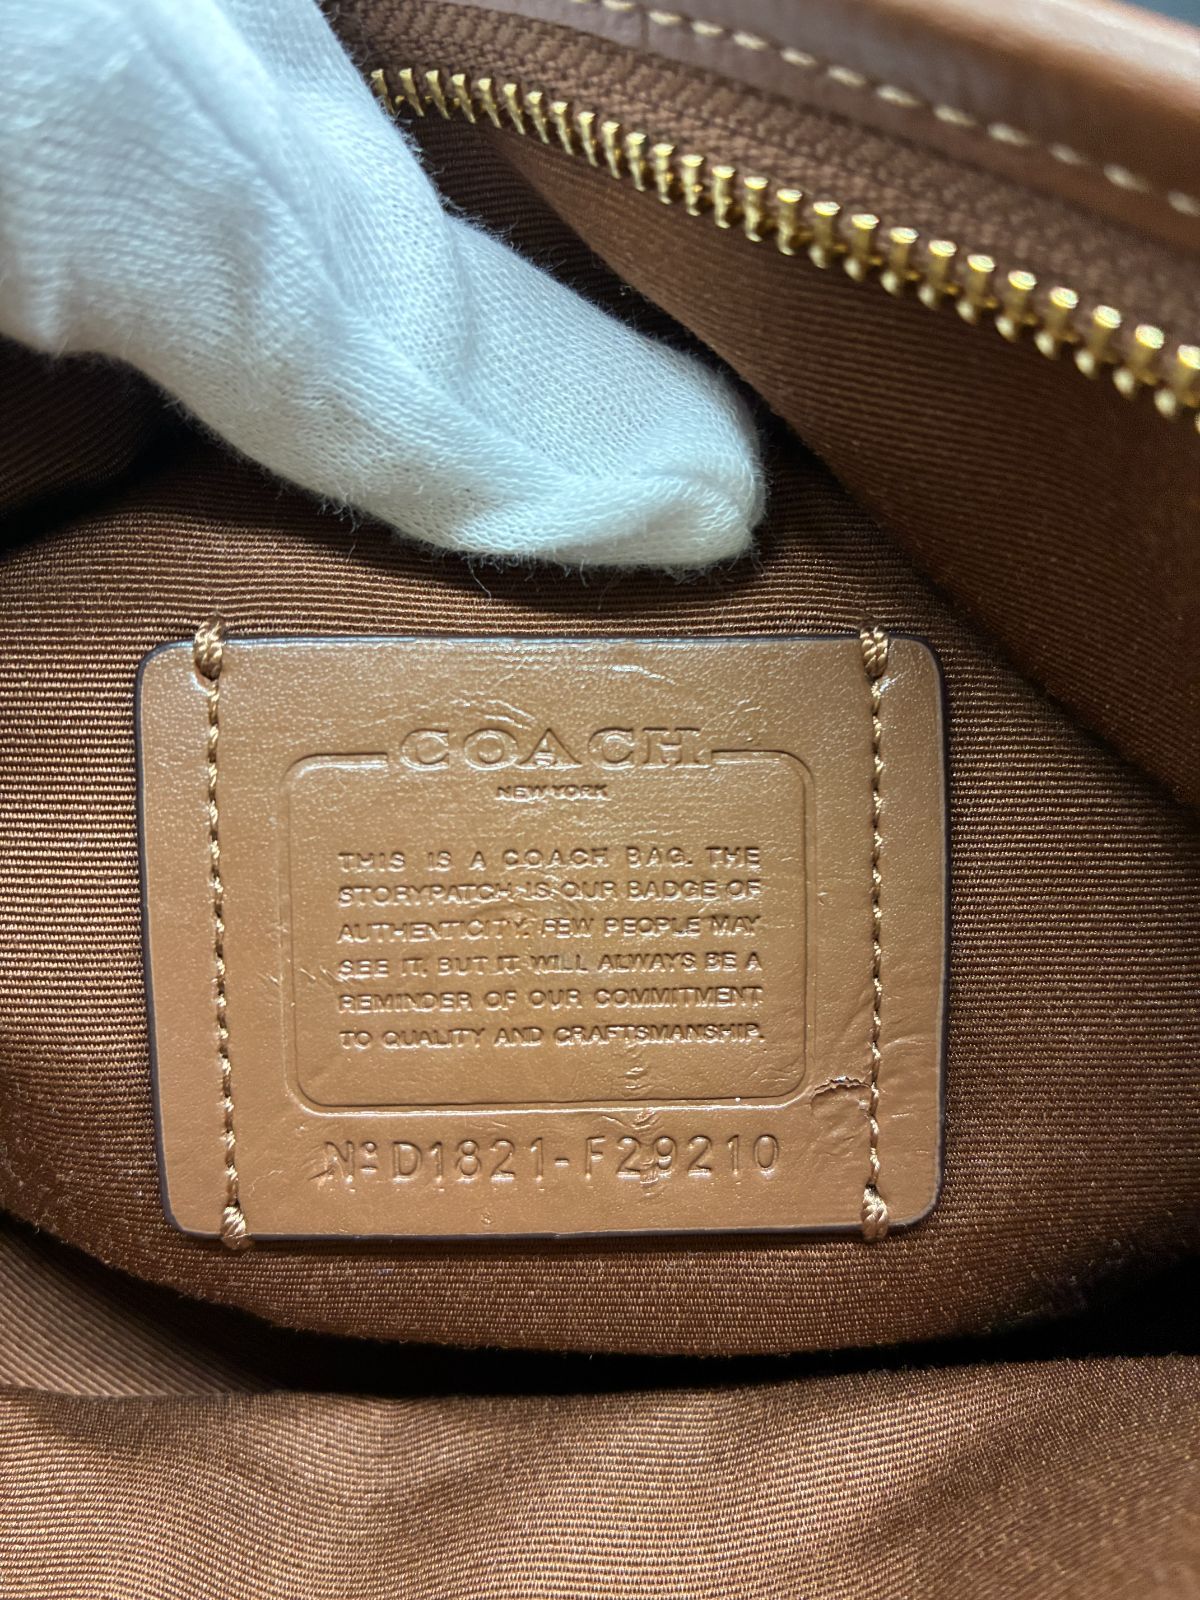 COACH
NEW YORK
THIS IS A COACH BAG. THE
STORYPATCH IS OUR BADGE OF
AUTHENTICITY. FEW PEOPLE MAY
SEE IT, BUT IT WILL ALWAYS BE A
REMINDER OF OUR COMMITMENT
TO QUALITY AND CRAFTSMANSHIP.
Nº D1821-F29210